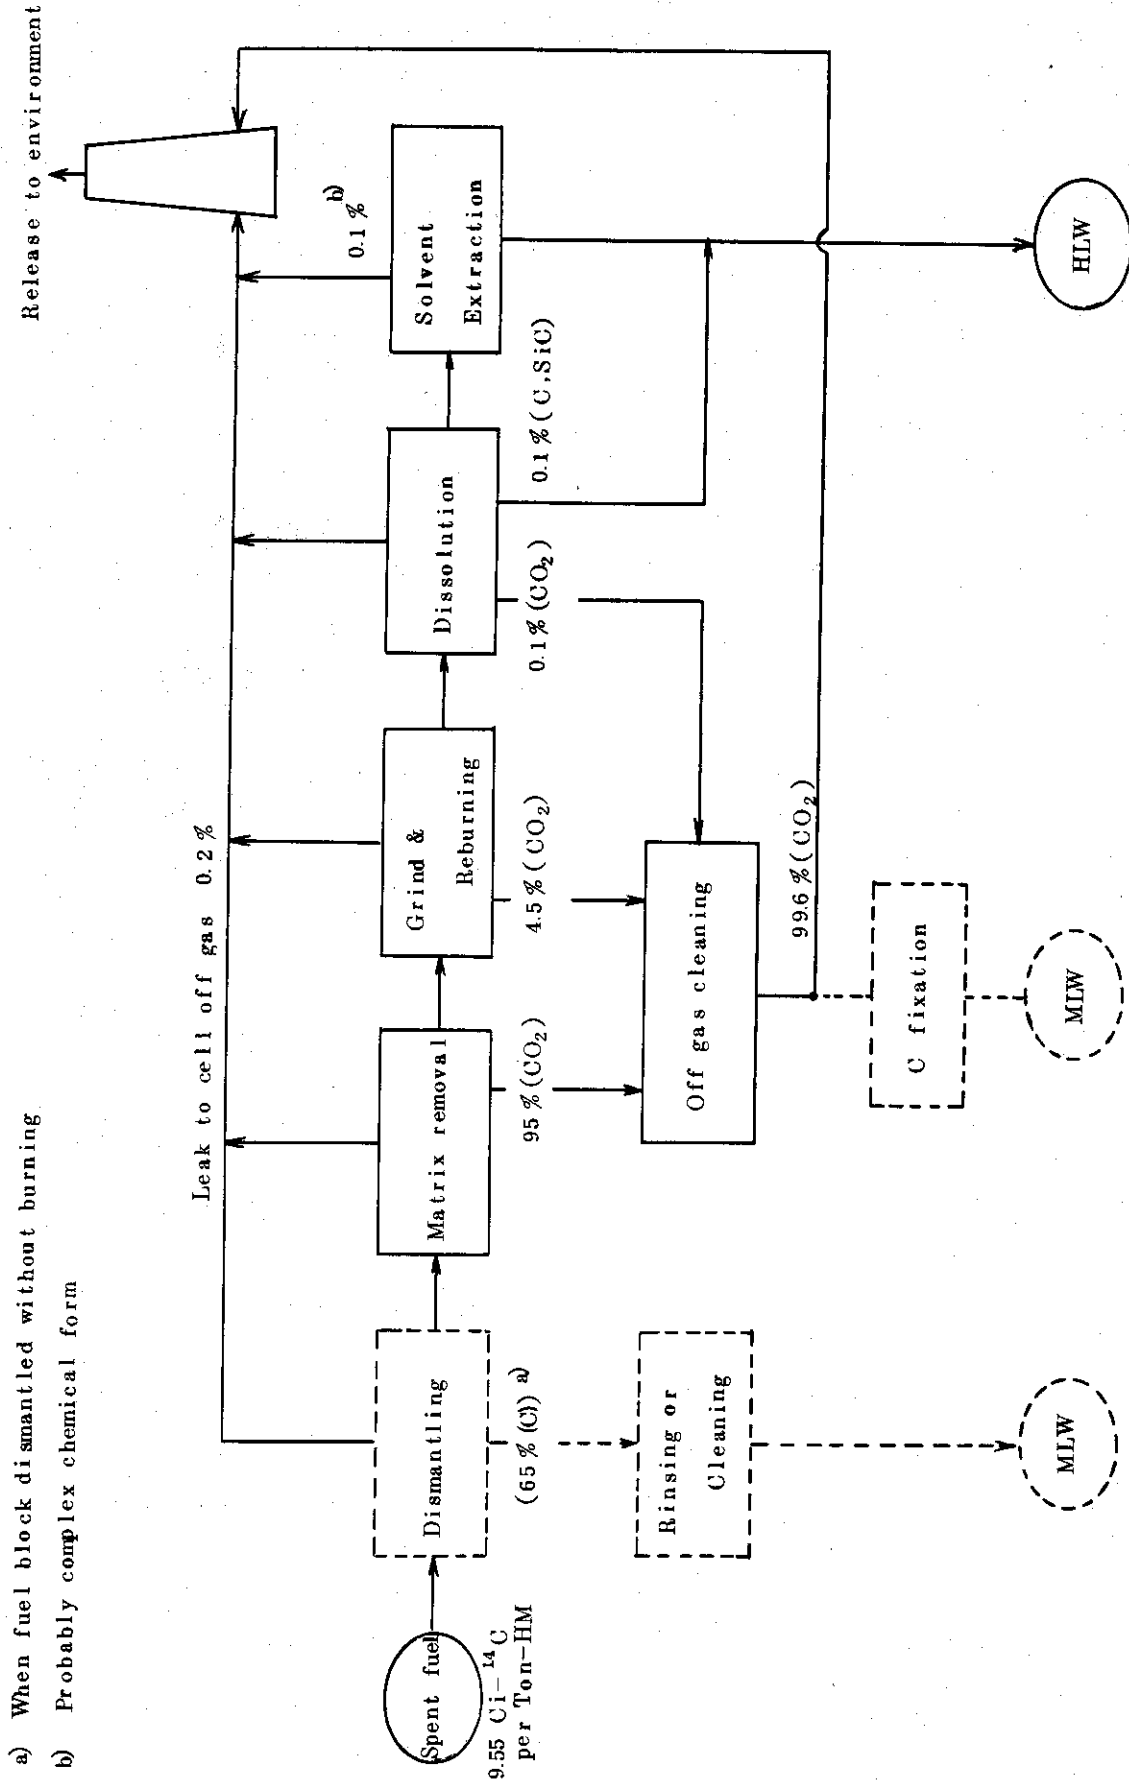 a) When fuel block dismantled without burning
b) Probably complex chemical form
Release to environment
Leak to cell off gas 0.2%
Spent fuel
9.55 Ci-¹⁴C
per Ton-HM
Dismantling
(65%(C)) a)
Rinsing or
Cleaning
MLW
Matrix removal
95%(CO₂)
Grind &
Reburning
4.5%(CO₂)
Dissolution
0.1%(CO₂)
0.1%(C,SiC)
Solvent
Extraction
0.1% b)
Off gas cleaning
99.6%(CO₂)
C fixation
MLW
HLW